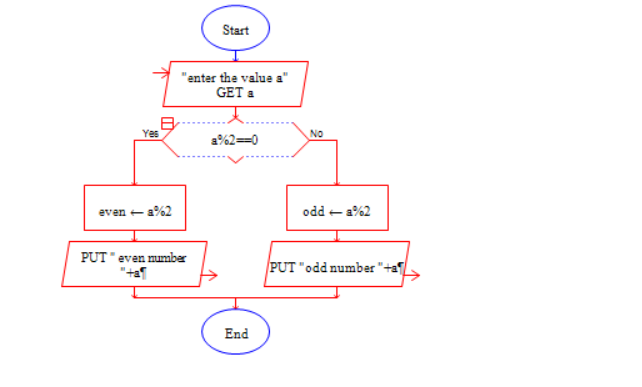 Start
"enter the value a"
GET a
Yes
a%2==0
No
even ← a%2
odd ← a%2
PUT " even number
"+a¶
PUT "odd number "+a¶
End